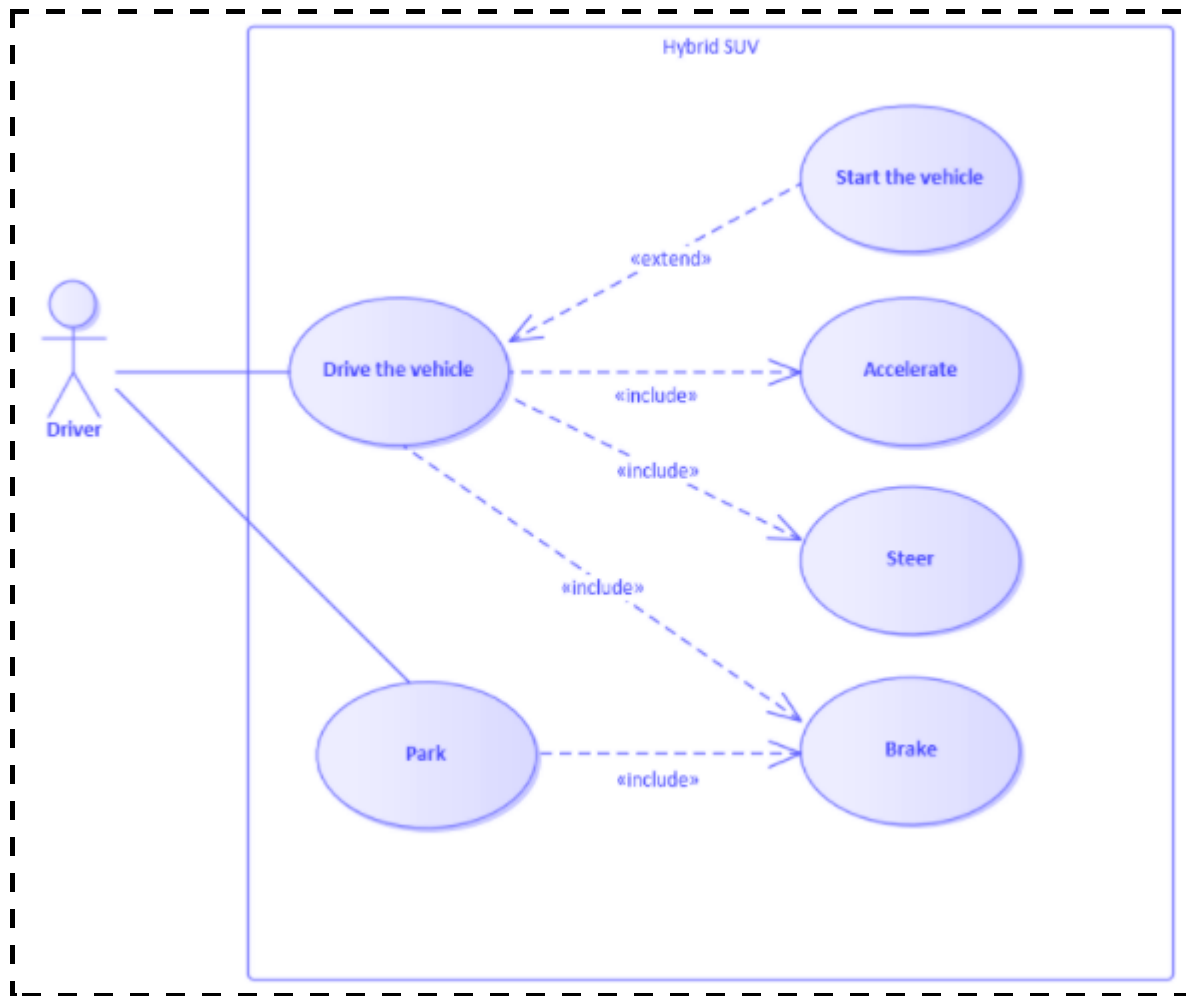 Hybrid SUV
Start the vehicle
«extend»
Drive the vehicle
Accelerate
«include»
Driver
«include»
Steer
«include»
Park
Brake
«include»